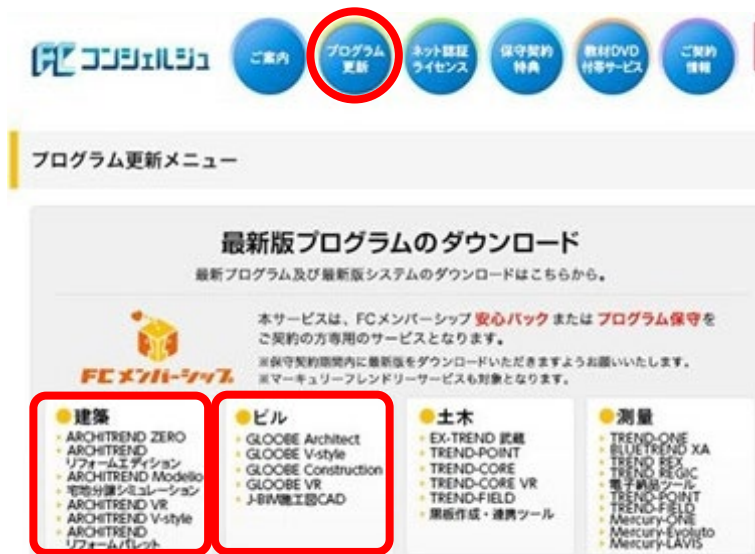 FC コンシェルジュ
ご案内
プログラム
更新
ネット認証
ライセンス
保守契約
特典
教材DVD
付帯サービス
ご契約
情報
プログラム更新メニュー
最新版プログラムのダウンロード
最新プログラム及び最新版システムのダウンロードはこちらから。
FCメンバーシップ
本サービスは、FCメンバーシップ 安心パック または プログラム保守を
ご契約の方専用のサービスとなります。
※保守契約期間内に最新版をダウンロードいただきますようお願いいたします。
※マーキュリーフレンドリーサービスも対象となります。
建築
ARCHITREND ZERO
ARCHITREND
リフォームエディション
ARCHITREND Modelio
宅地分譲シミュレーション
ARCHITREND VR
ARCHITREND V-style
ARCHITREND
リフォームパレット
ビル
GLOOBE Architect
GLOOBE V-style
GLOOBE Construction
GLOOBE VR
J-BIM施工図CAD
土木
EX-TREND 武蔵
TREND-POINT
TREND-CORE
TREND-CORE VR
TREND-FIELD
黒板作成・連携ツール
測量
TREND-ONE
BLUETREND XA
TREND REX
TREND REGIC
電子納品ツール
TREND-POINT
TREND-FIELD
Mercury-ONE
Mercury-Evoluto
Mercury-LAVIS